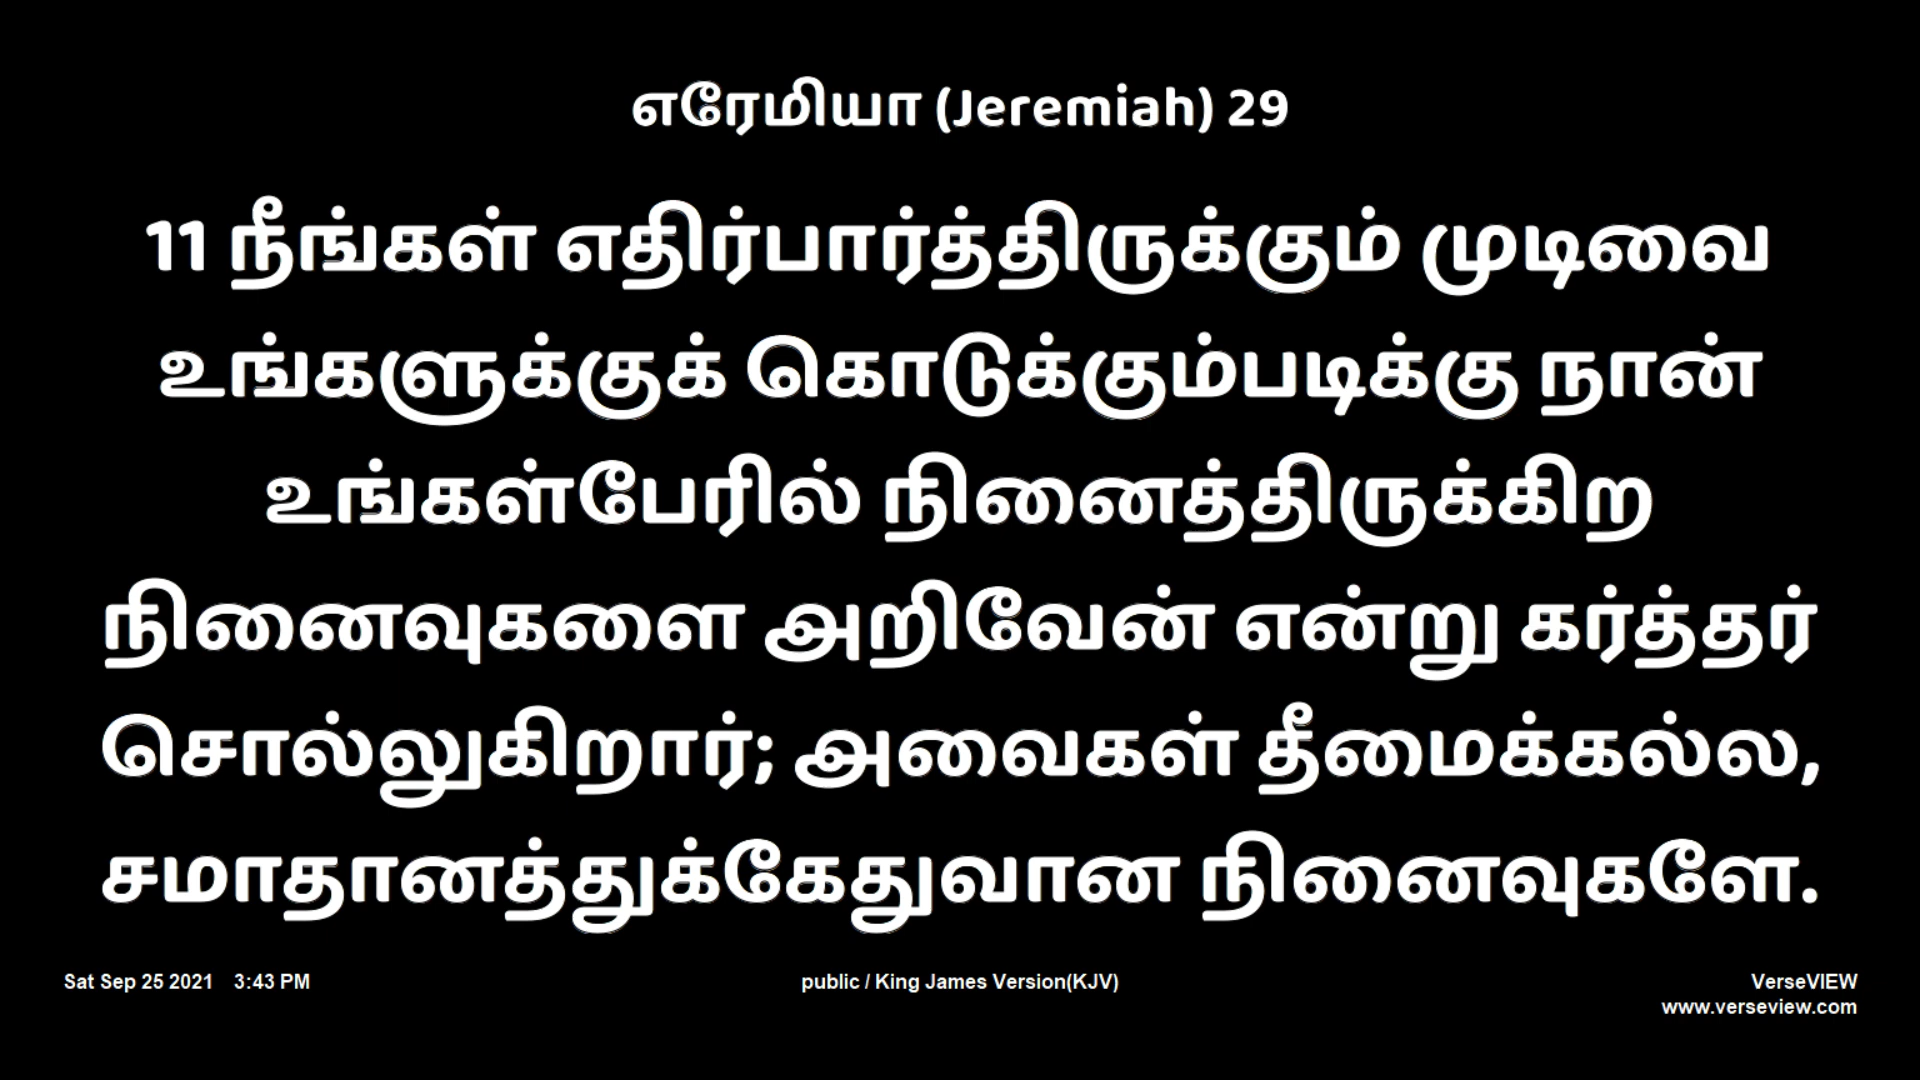 எரேமியா (Jeremiah) 29
11 நீங்கள் எதிர்பார்த்திருக்கும் முடிவை
உங்களுக்குக் கொடுக்கும்படிக்கு நான்
உங்கள்பேரில் நினைத்திருக்கிற
நினைவுகளை அறிவேன் என்று கர்த்தர்
சொல்லுகிறார்; அவைகள் தீமைக்கல்ல,
சமாதானத்துக்கேதுவான நினைவுகளே.
Sat Sep 25 2021 3:43 PM
public / King James Version(KJV)
VerseVIEW
www.verseview.com